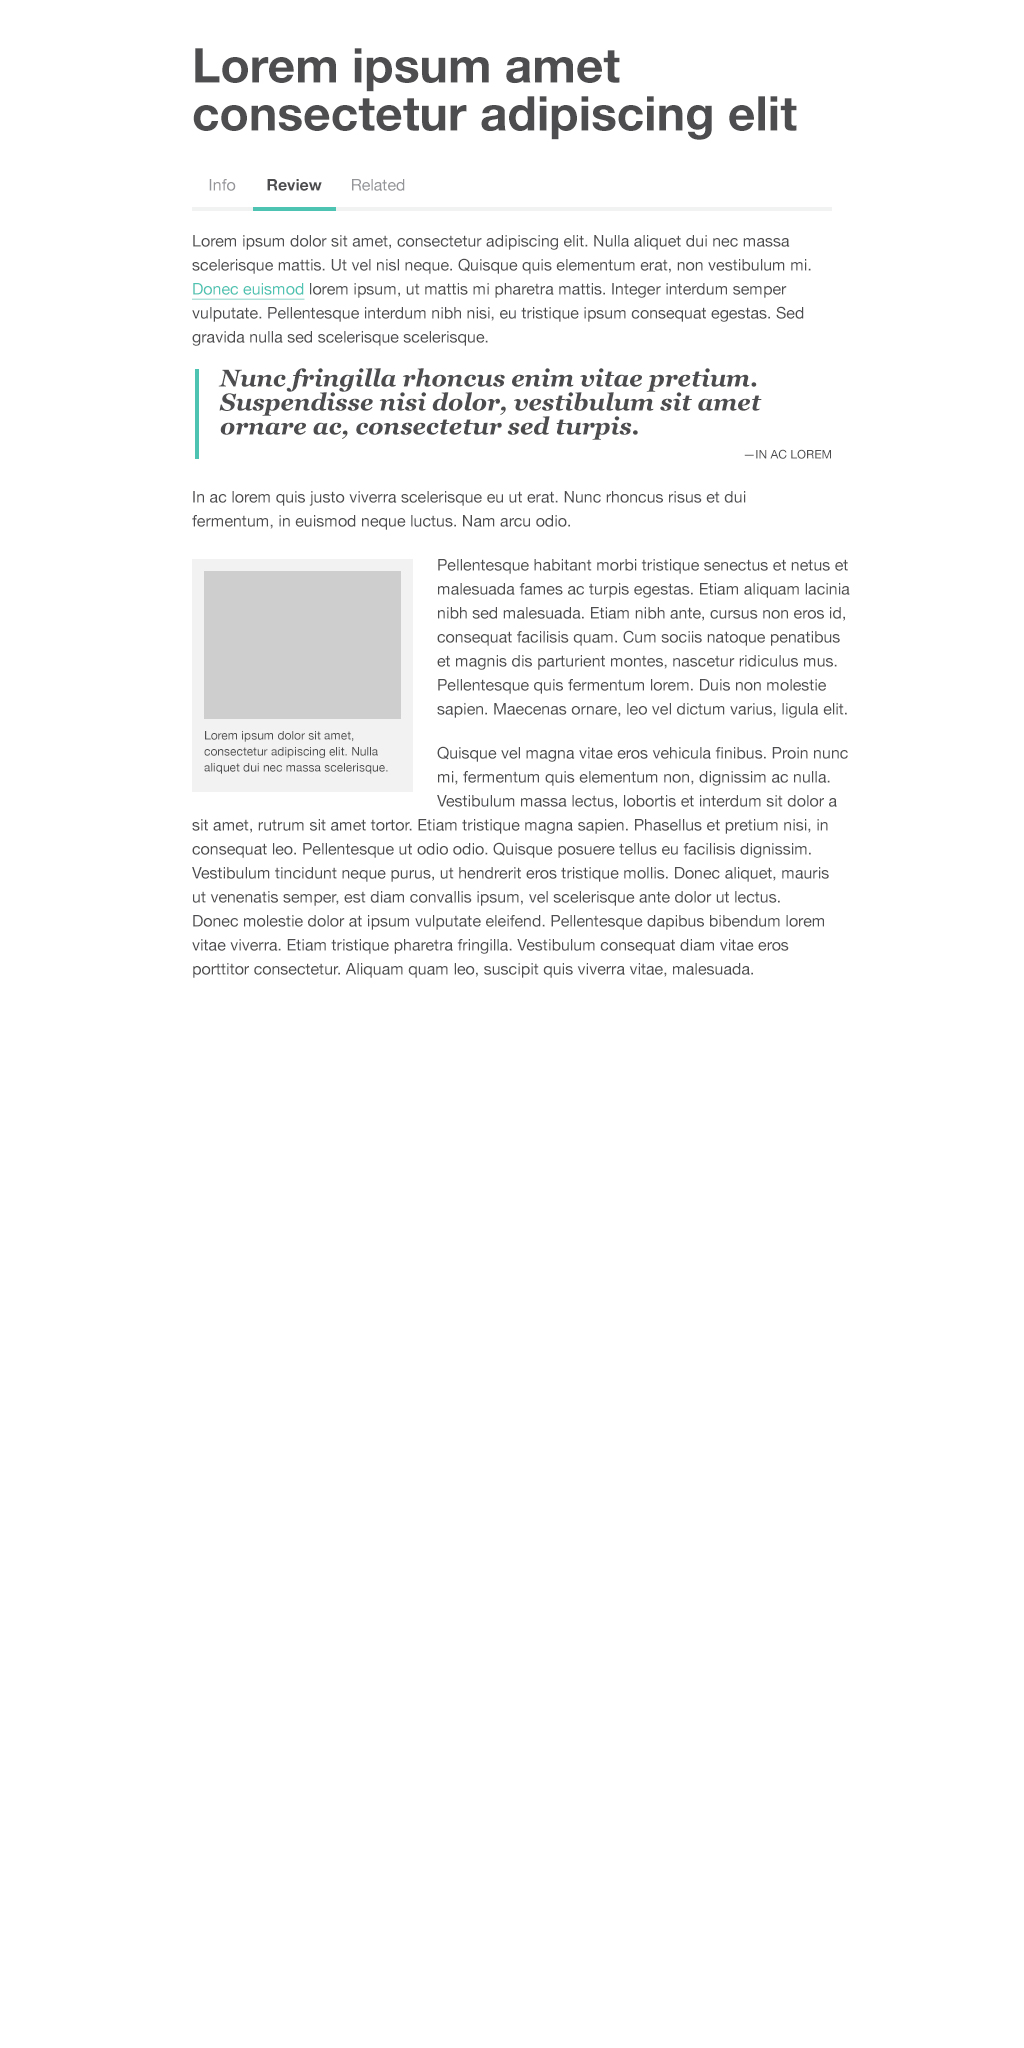 Lorem ipsum amet
consectetur adipiscing elit
Info Review Related
Lorem ipsum dolor sit amet, consectetur adipiscing elit. Nulla aliquet dui nec massa
scelerisque mattis. Ut vel nisl neque. Quisque quis elementum erat, non vestibulum mi.
Donec euismod lorem ipsum, ut mattis mi pharetra mattis. Integer interdum semper
vulputate. Pellentesque interdum nibh nisi, eu tristique ipsum consequat egestas. Sed
gravida nulla sed scelerisque scelerisque.
Nunc fringilla rhoncus enim vitae pretium.
Suspendisse nisi dolor, vestibulum sit amet
ornare ac, consectetur sed turpis.
—IN AC LOREM
In ac lorem quis justo viverra scelerisque eu ut erat. Nunc rhoncus risus et dui
fermentum, in euismod neque luctus. Nam arcu odio.
Lorem ipsum dolor sit amet,
consectetur adipiscing elit. Nulla
aliquet dui nec massa scelerisque.
Pellentesque habitant morbi tristique senectus et netus et
malesuada fames ac turpis egestas. Etiam aliquam lacinia
nibh sed malesuada. Etiam nibh ante, cursus non eros id,
consequat facilisis quam. Cum sociis natoque penatibus
et magnis dis parturient montes, nascetur ridiculus mus.
Pellentesque quis fermentum lorem. Duis non molestie
sapien. Maecenas ornare, leo vel dictum varius, ligula elit.
Quisque vel magna vitae eros vehicula finibus. Proin nunc
mi, fermentum quis elementum non, dignissim ac nulla.
Vestibulum massa lectus, lobortis et interdum sit dolor a
sit amet, rutrum sit amet tortor. Etiam tristique magna sapien. Phasellus et pretium nisi, in
consequat leo. Pellentesque ut odio odio. Quisque posuere tellus eu facilisis dignissim.
Vestibulum tincidunt neque purus, ut hendrerit eros tristique mollis. Donec aliquet, mauris
ut venenatis semper, est diam convallis ipsum, vel scelerisque ante dolor ut lectus.
Donec molestie dolor at ipsum vulputate eleifend. Pellentesque dapibus bibendum lorem
vitae viverra. Etiam tristique pharetra fringilla. Vestibulum consequat diam vitae eros
porttitor consectetur. Aliquam quam leo, suscipit quis viverra vitae, malesuada.